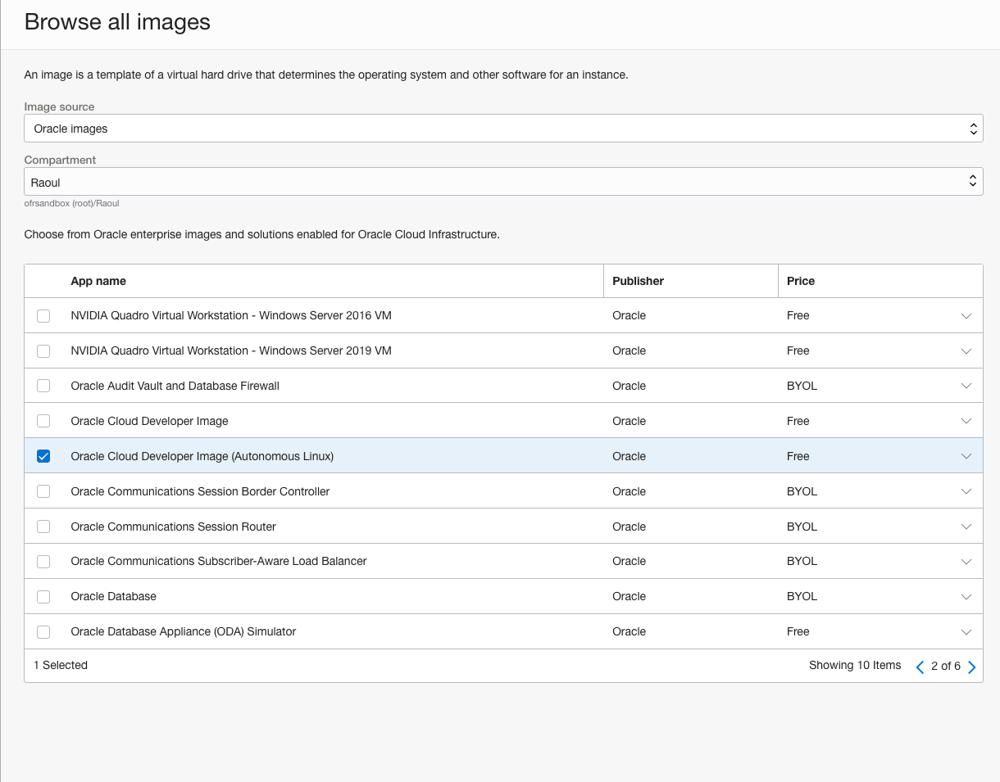 Browse all images
An image is a template of a virtual hard drive that determines the operating system and other software for an instance.
Image source
Oracle images
Compartment
Raoul
ofrsandbox (root)/Raoul
Choose from Oracle enterprise images and solutions enabled for Oracle Cloud Infrastructure.
App name Publisher Price
NVIDIA Quadro Virtual Workstation - Windows Server 2016 VM Oracle Free
NVIDIA Quadro Virtual Workstation - Windows Server 2019 VM Oracle Free
Oracle Audit Vault and Database Firewall Oracle BYOL
Oracle Cloud Developer Image Oracle Free
Oracle Cloud Developer Image (Autonomous Linux) Oracle Free
Oracle Communications Session Border Controller Oracle BYOL
Oracle Communications Session Router Oracle BYOL
Oracle Communications Subscriber-Aware Load Balancer Oracle BYOL
Oracle Database Oracle BYOL
Oracle Database Appliance (ODA) Simulator Oracle Free
1 Selected Showing 10 Items 2 of 6